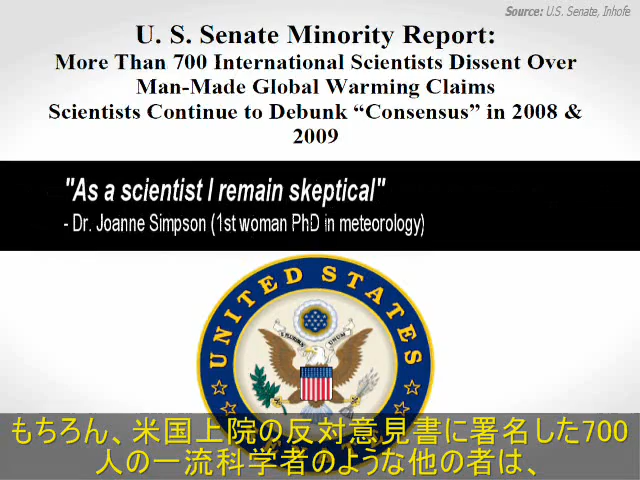 Source: U.S. Senate, Inhofe
U. S. Senate Minority Report:
More Than 700 International Scientists Dissent Over
Man-Made Global Warming Claims
Scientists Continue to Debunk “Consensus” in 2008 &
2009
"As a scientist I remain skeptical"
- Dr. Joanne Simpson (1st woman PhD in meteorology)
UNITED STATES
もちろん、米国上院の反対意見書に署名した700
人の一流科学者のような他の者は、